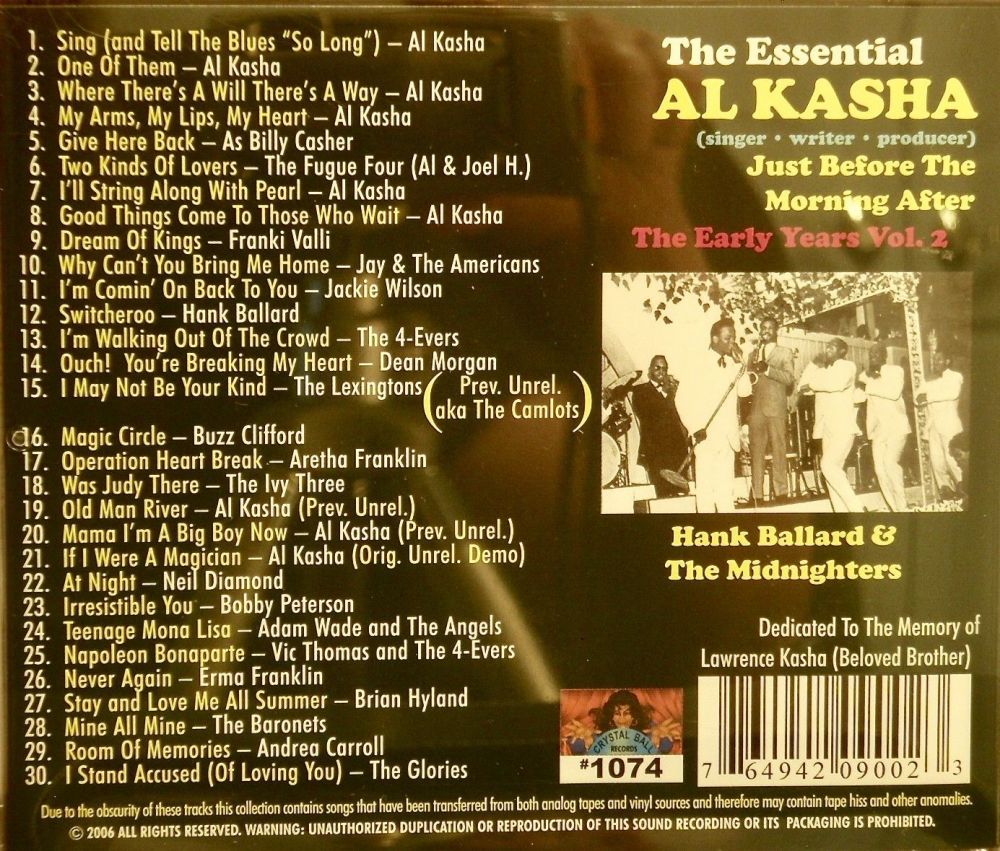 1. Sing (and Tell The Blues "So Long") – Al Kasha
2. One Of Them – Al Kasha
3. Where There's A Will There's A Way – Al Kasha
4. My Arms, My Lips, My Heart – Al Kasha
5. Give Here Back – As Billy Casher
6. Two Kinds Of Lovers – The Fugue Four (Al & Joel H.)
7. I'll String Along With Pearl – Al Kasha
8. Good Things Come To Those Who Wait – Al Kasha
9. Dream Of Kings – Franki Valli
10. Why Can't You Bring Me Home – Jay & The Americans
11. I'm Comin' On Back To You – Jackie Wilson
12. Switcheroo – Hank Ballard
13. I'm Walking Out Of The Crowd – The 4-Evers
14. Ouch! You're Breaking My Heart – Dean Morgan
15. I May Not Be Your Kind – The Lexingtons ( Prev. Unrel.
aka The Camlots )
16. Magic Circle – Buzz Clifford
17. Operation Heart Break – Aretha Franklin
18. Was Judy There – The Ivy Three
19. Old Man River – Al Kasha (Prev. Unrel.)
20. Mama I'm A Big Boy Now – Al Kasha (Prev. Unrel.)
21. If I Were A Magician – Al Kasha (Orig. Unrel. Demo)
22. At Night – Neil Diamond
23. Irresistible You – Bobby Peterson
24. Teenage Mona Lisa – Adam Wade and The Angels
25. Napoleon Bonaparte – Vic Thomas and The 4-Evers
26. Never Again – Erma Franklin
27. Stay and Love Me All Summer – Brian Hyland
28. Mine All Mine – The Baronets
29. Room Of Memories – Andrea Carroll
30. I Stand Accused (Of Loving You) – The Glories
The Essential
AL KASHA
(singer • writer • producer)
Just Before The
Morning After
The Early Years Vol. 2
Hank Ballard &
The Midnighters
Dedicated To The Memory of
Lawrence Kasha (Beloved Brother)
CRYSTAL BALL
RECORDS
#1074
7 64942 09002 3
Due to the obscurity of these tracks this collection contains songs that have been transferred from both analog tapes and vinyl sources and therefore may contain tape hiss and other anomalies.
© 2006 ALL RIGHTS RESERVED. WARNING: UNAUTHORIZED DUPLICATION OR REPRODUCTION OF THIS SOUND RECORDING OR ITS PACKAGING IS PROHIBITED.